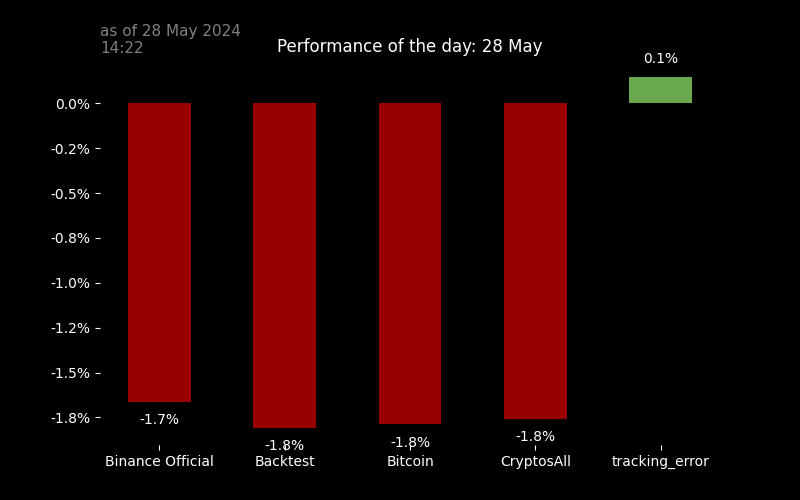 as of 28 May 2024
14:22
Performance of the day: 28 May
0.1%
0.0%
-0.2%
-0.5%
-0.8%
-1.0%
-1.2%
-1.5%
-1.8%
-1.7%
-1.8%
-1.8%
-1.8%
Binance Official
Backtest
Bitcoin
CryptosAll
tracking_error